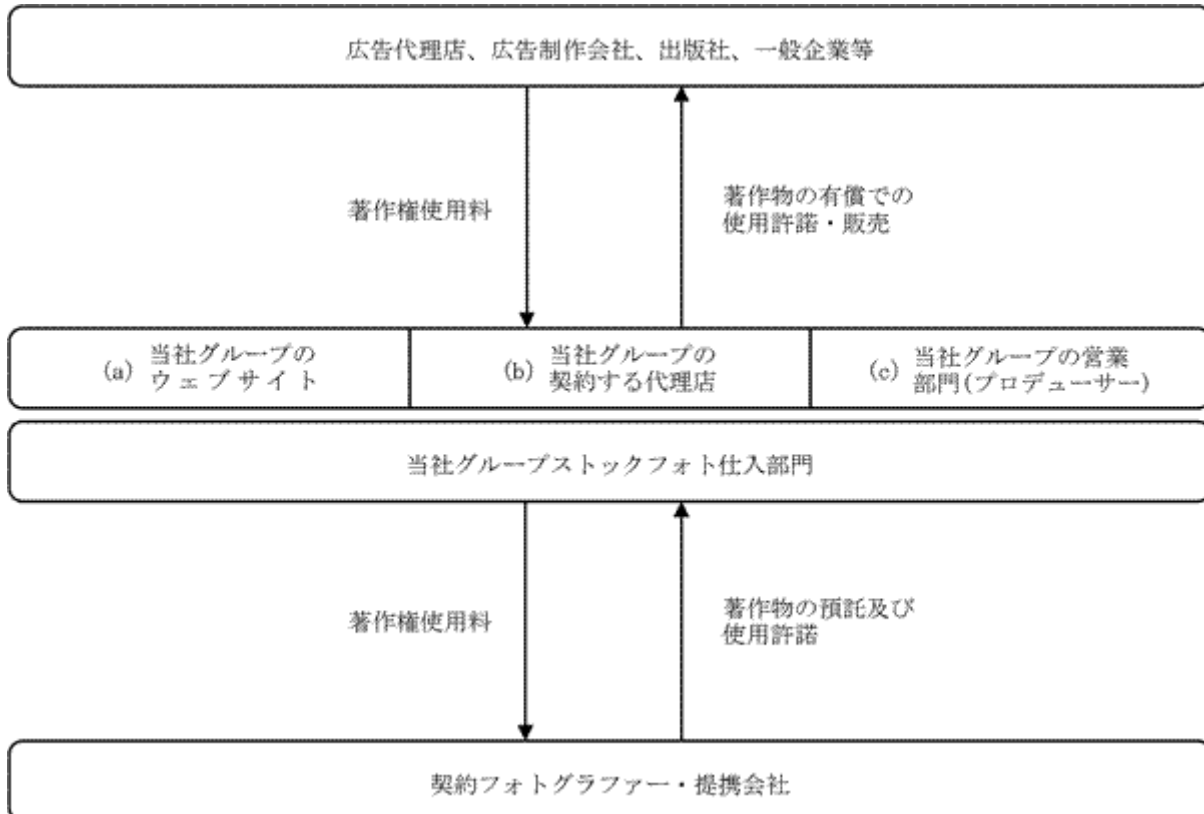 広告代理店、広告制作会社、出版社、一般企業等
著作権使用料
著作物の有償での
使用許諾・販売
(a) 当社グループの
ウェブサイト
(b) 当社グループの
契約する代理店
(c) 当社グループの営業
部門(プロデューサー)
当社グループストックフォト仕入部門
著作権使用料
著作物の預託及び
使用許諾
契約フォトグラファー・提携会社